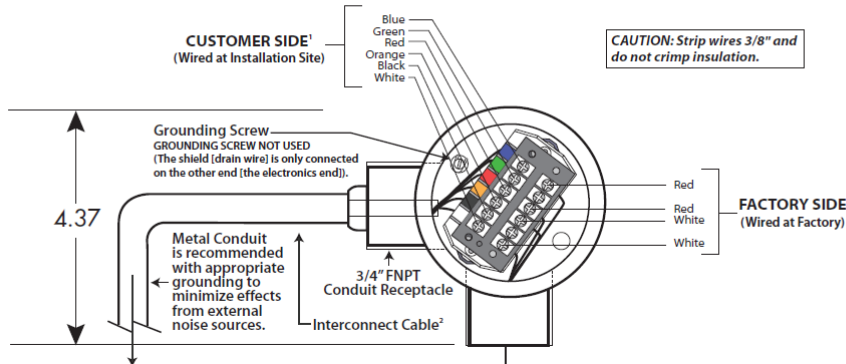 CUSTOMER SIDE¹
(Wired at Installation Site)
Blue
Green
Red
Orange
Black
White
CAUTION: Strip wires 3/8" and
do not crimp insulation.
Grounding Screw
GROUNDING SCREW NOT USED
(The shield [drain wire] is only connected
on the other end [the electronics end]).
4.37
Metal Conduit
is recommended
with appropriate
grounding to
minimize effects
from external
noise sources.
3/4" FNPT
Conduit Receptacle
Interconnect Cable²
Red
Red
White
White
FACTORY SIDE
(Wired at Factory)